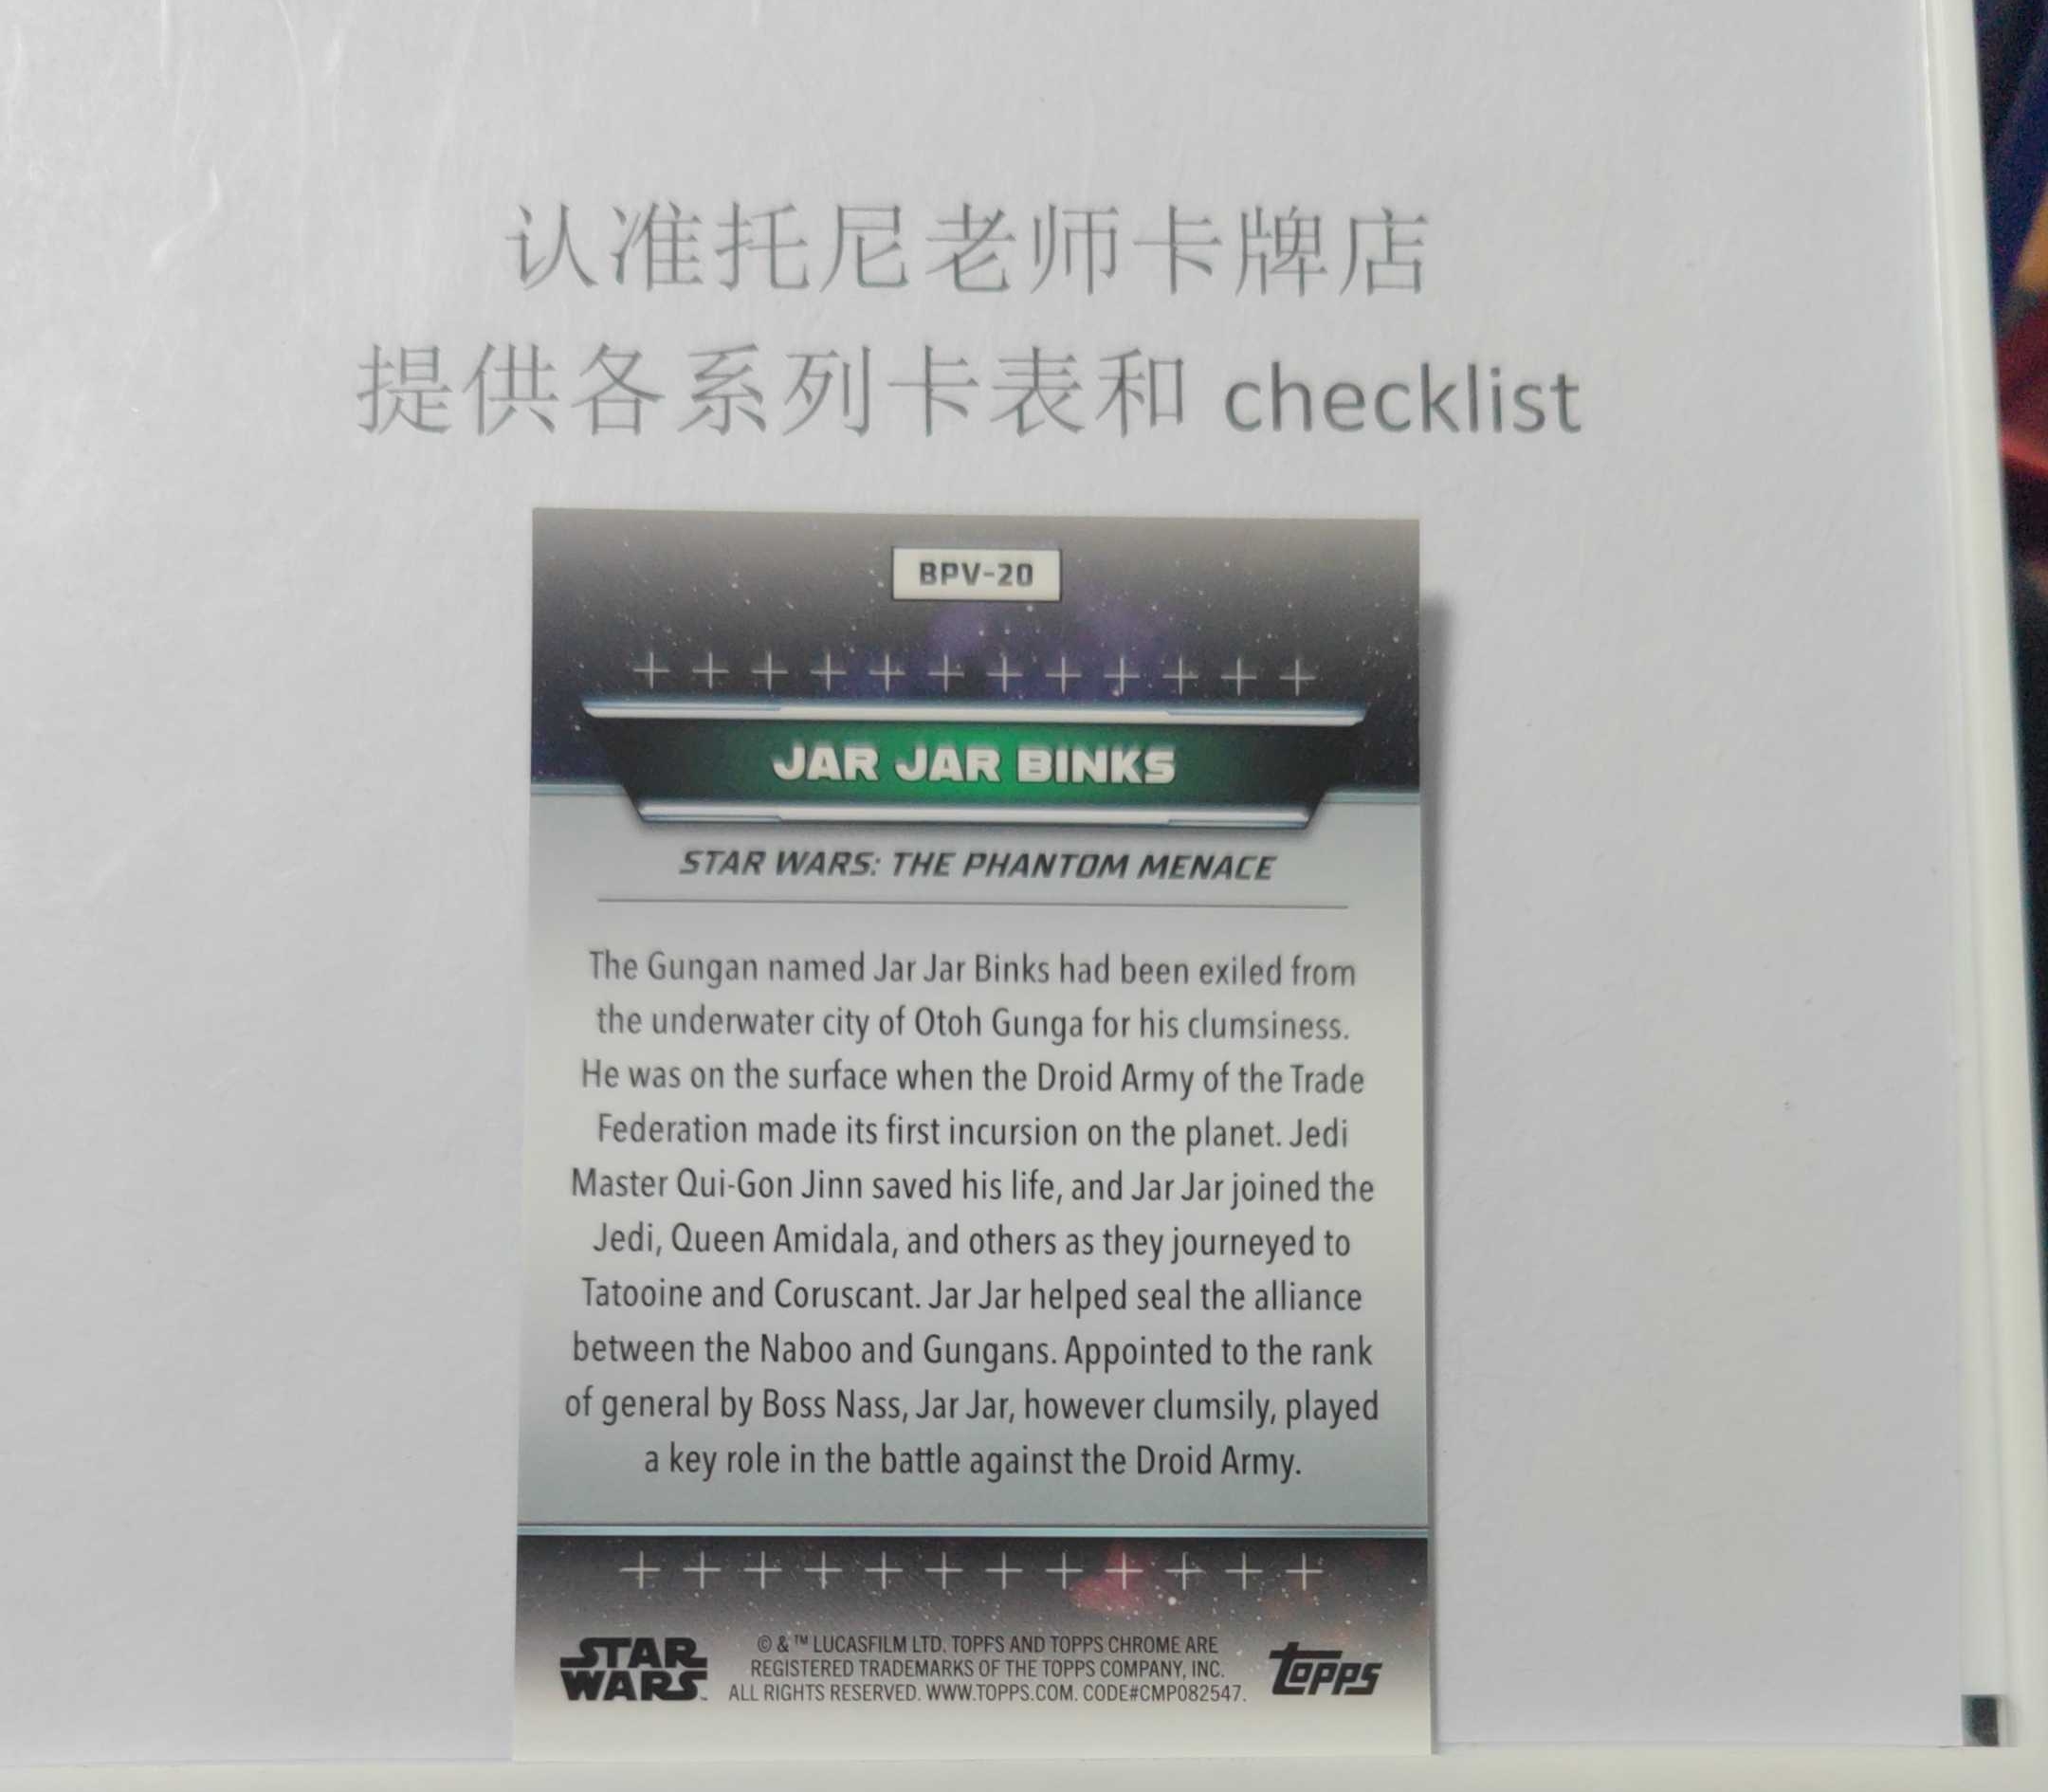 认准托尼老师卡牌店
提供各系列卡表和 checklist
BPV-20
JAR JAR BINKS
STAR WARS: THE PHANTOM MENACE
The Gungan named Jar Jar Binks had been exiled from
the underwater city of Otoh Gunga for his clumsiness.
He was on the surface when the Droid Army of the Trade
Federation made its first incursion on the planet. Jedi
Master Qui-Gon Jinn saved his life, and Jar Jar joined the
Jedi, Queen Amidala, and others as they journeyed to
Tatooine and Coruscant. Jar Jar helped seal the alliance
between the Naboo and Gungans. Appointed to the rank
of general by Boss Nass, Jar Jar, however clumsily, played
a key role in the battle against the Droid Army.
STAR
WARS
© & ™ LUCASFILM LTD. TOPPS AND TOPPS CHROME ARE
REGISTERED TRADEMARKS OF THE TOPPS COMPANY, INC.
ALL RIGHTS RESERVED. WWW.TOPPS.COM. CODE#CMP082547.
topps